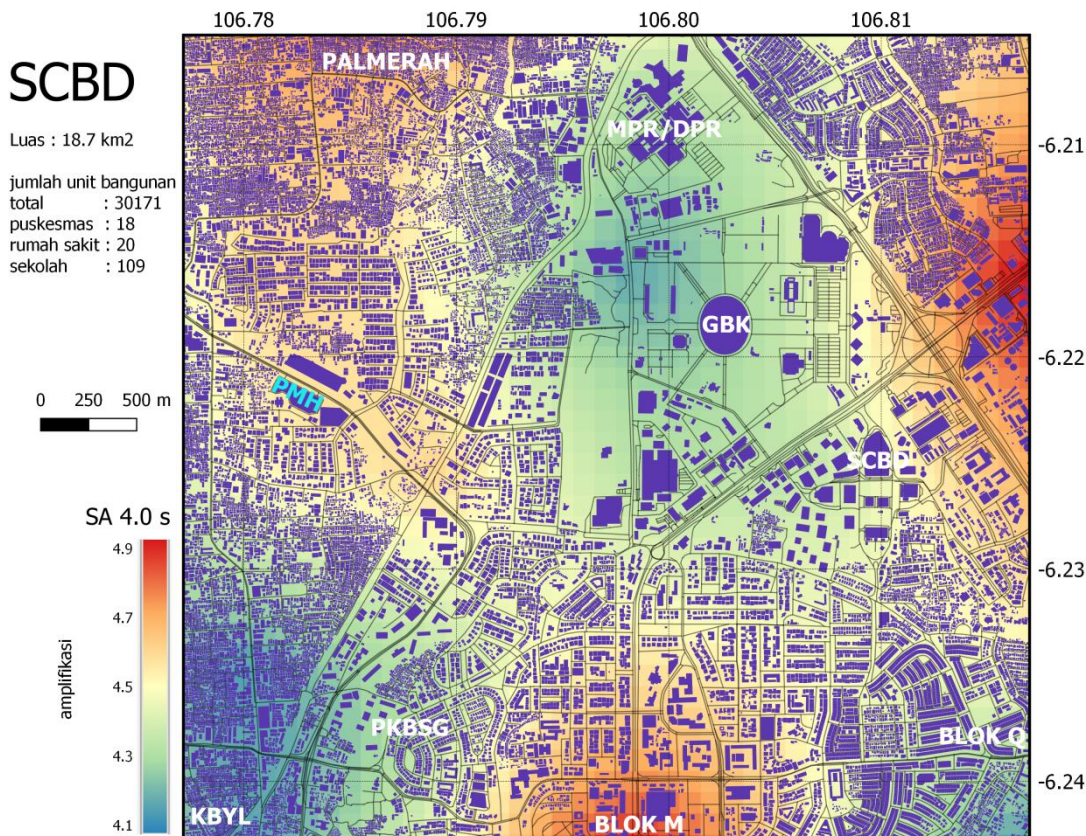 106.78 106.79 106.80 106.81
SCBD
Luas : 18.7 km2
jumlah unit bangunan
total : 30171
puskesmas : 18
rumah sakit : 20
sekolah : 109
0 250 500 m
SA 4.0 s
4.9
4.7
4.5
4.3
4.1
amplifikasi
PALMERAH
MPR/DPR
GBK
PMH
SCBD
PKBSG
BLOK Q
KBYL
BLOK M
-6.21
-6.22
-6.23
-6.24